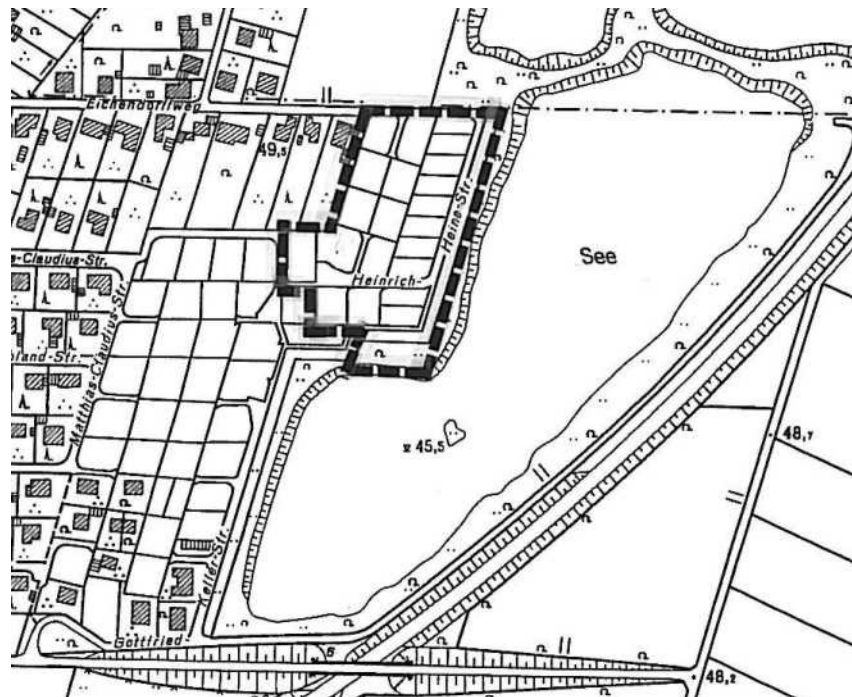 Eichendorffweg
49,5
Heine-Str.
See
e-Claudius-Str.
Heinrich-
Matthias-Claudius-Str.
land-Str.
45,5
48,7
Keller-Str.
Gottfried-
6
48,2